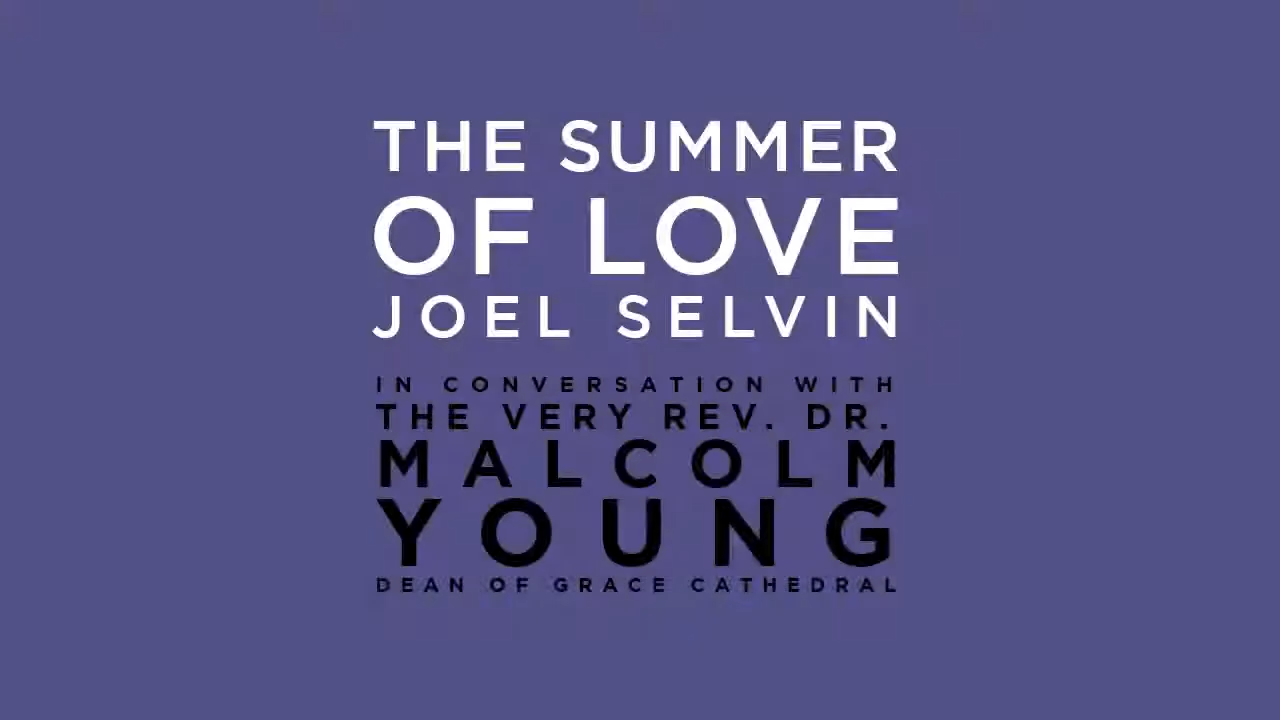 THE SUMMER
OF LOVE
JOEL SELVIN
IN CONVERSATION WITH
THE VERY REV. DR.
MALCOLM
YOUNG
DEAN OF GRACE CATHEDRAL